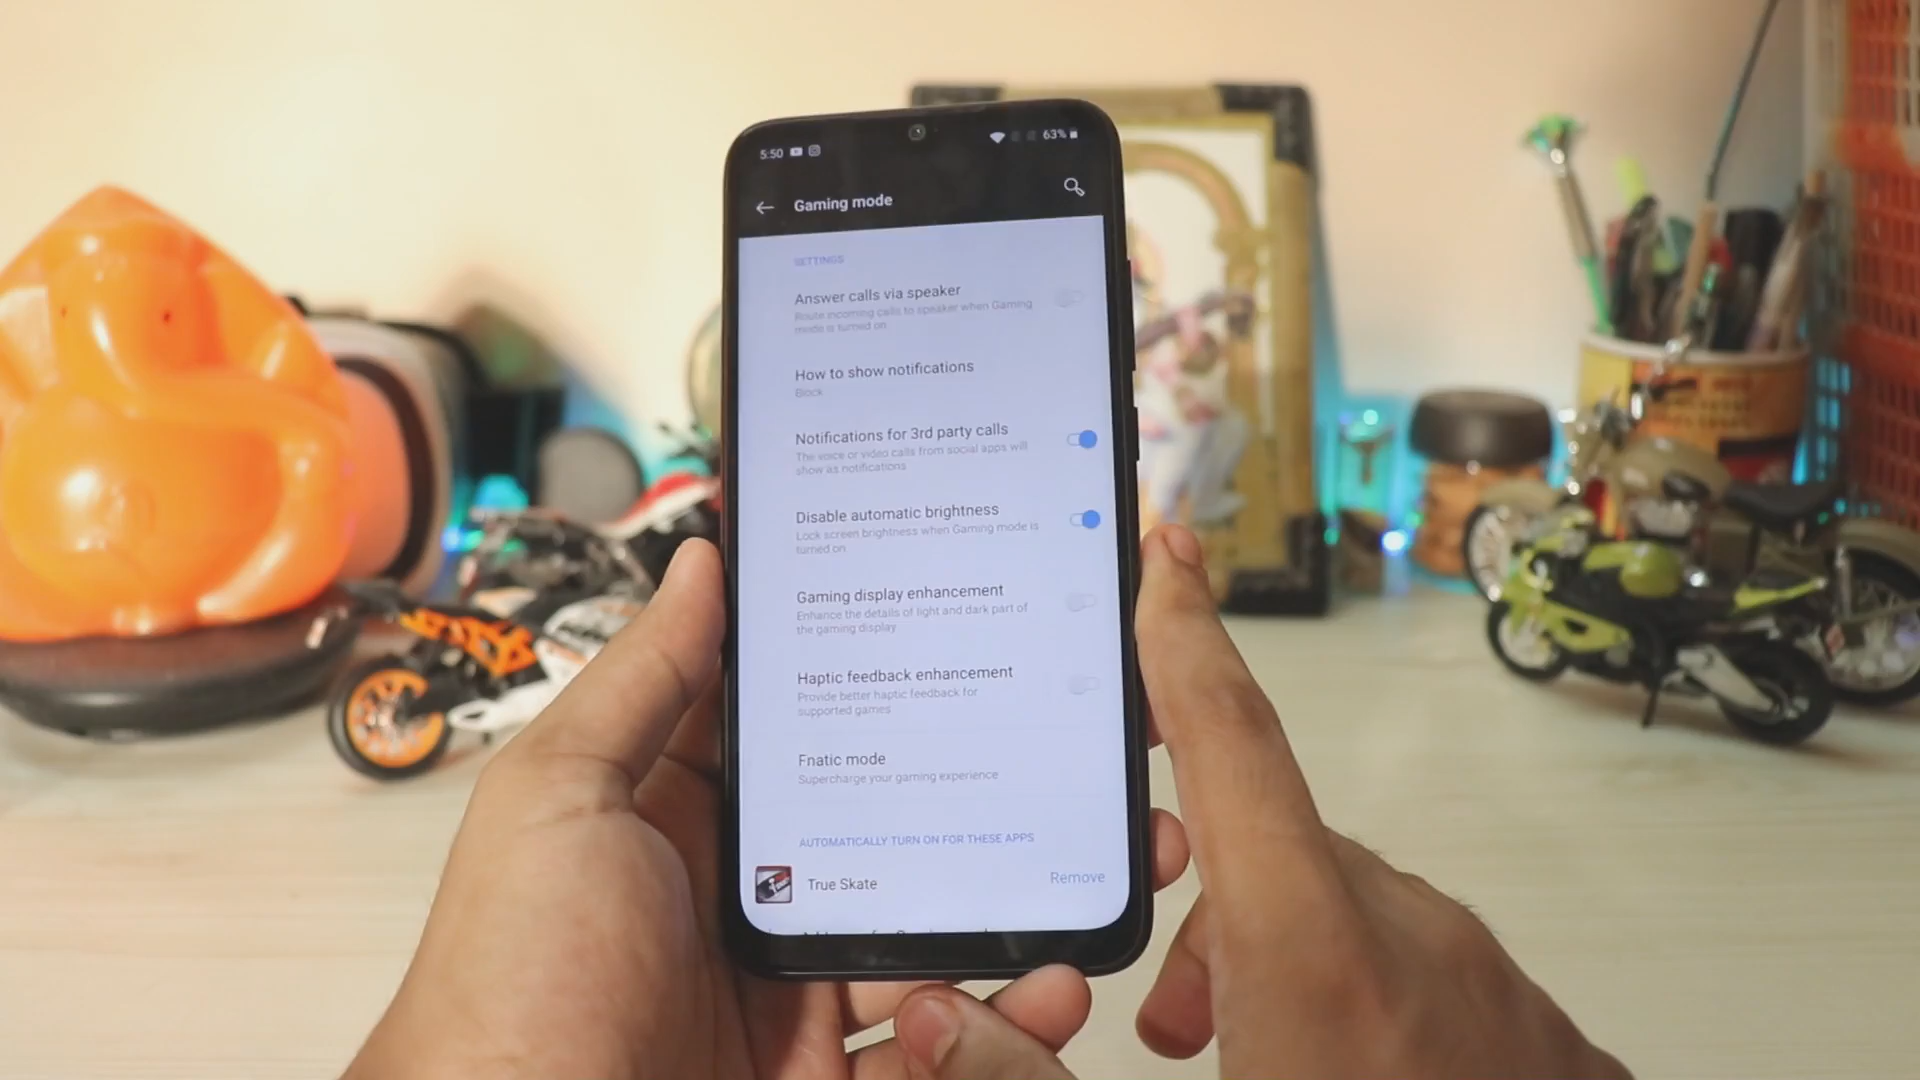 5:50
63%
Gaming mode
SETTINGS
Answer calls via speaker
Route incoming calls to speaker when Gaming
mode is turned on
How to show notifications
Block
Notifications for 3rd party calls
The voice or video calls from social apps will
show as notifications
Disable automatic brightness
Lock screen brightness when Gaming mode is
turned on
Gaming display enhancement
Enhance the details of light and dark part of
the gaming display
Haptic feedback enhancement
Provide better haptic feedback for
supported games
Fnatic mode
Supercharge your gaming experience
AUTOMATICALLY TURN ON FOR THESE APPS
True Skate
Remove